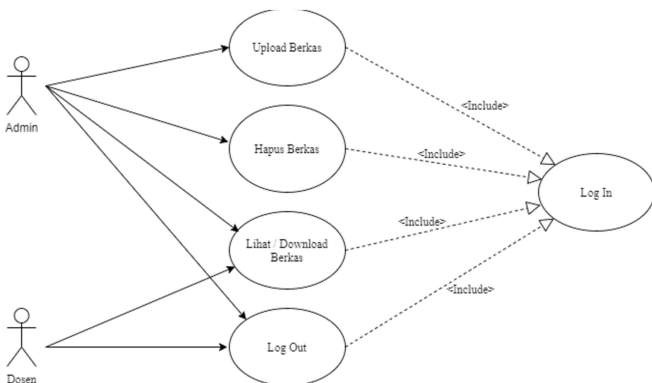 Upload Berkas
Admin
<Include>
Hapus Berkas
<Include>
Log In
<Include>
Lihat / Download
Berkas
<Include>
Log Out
Dosen